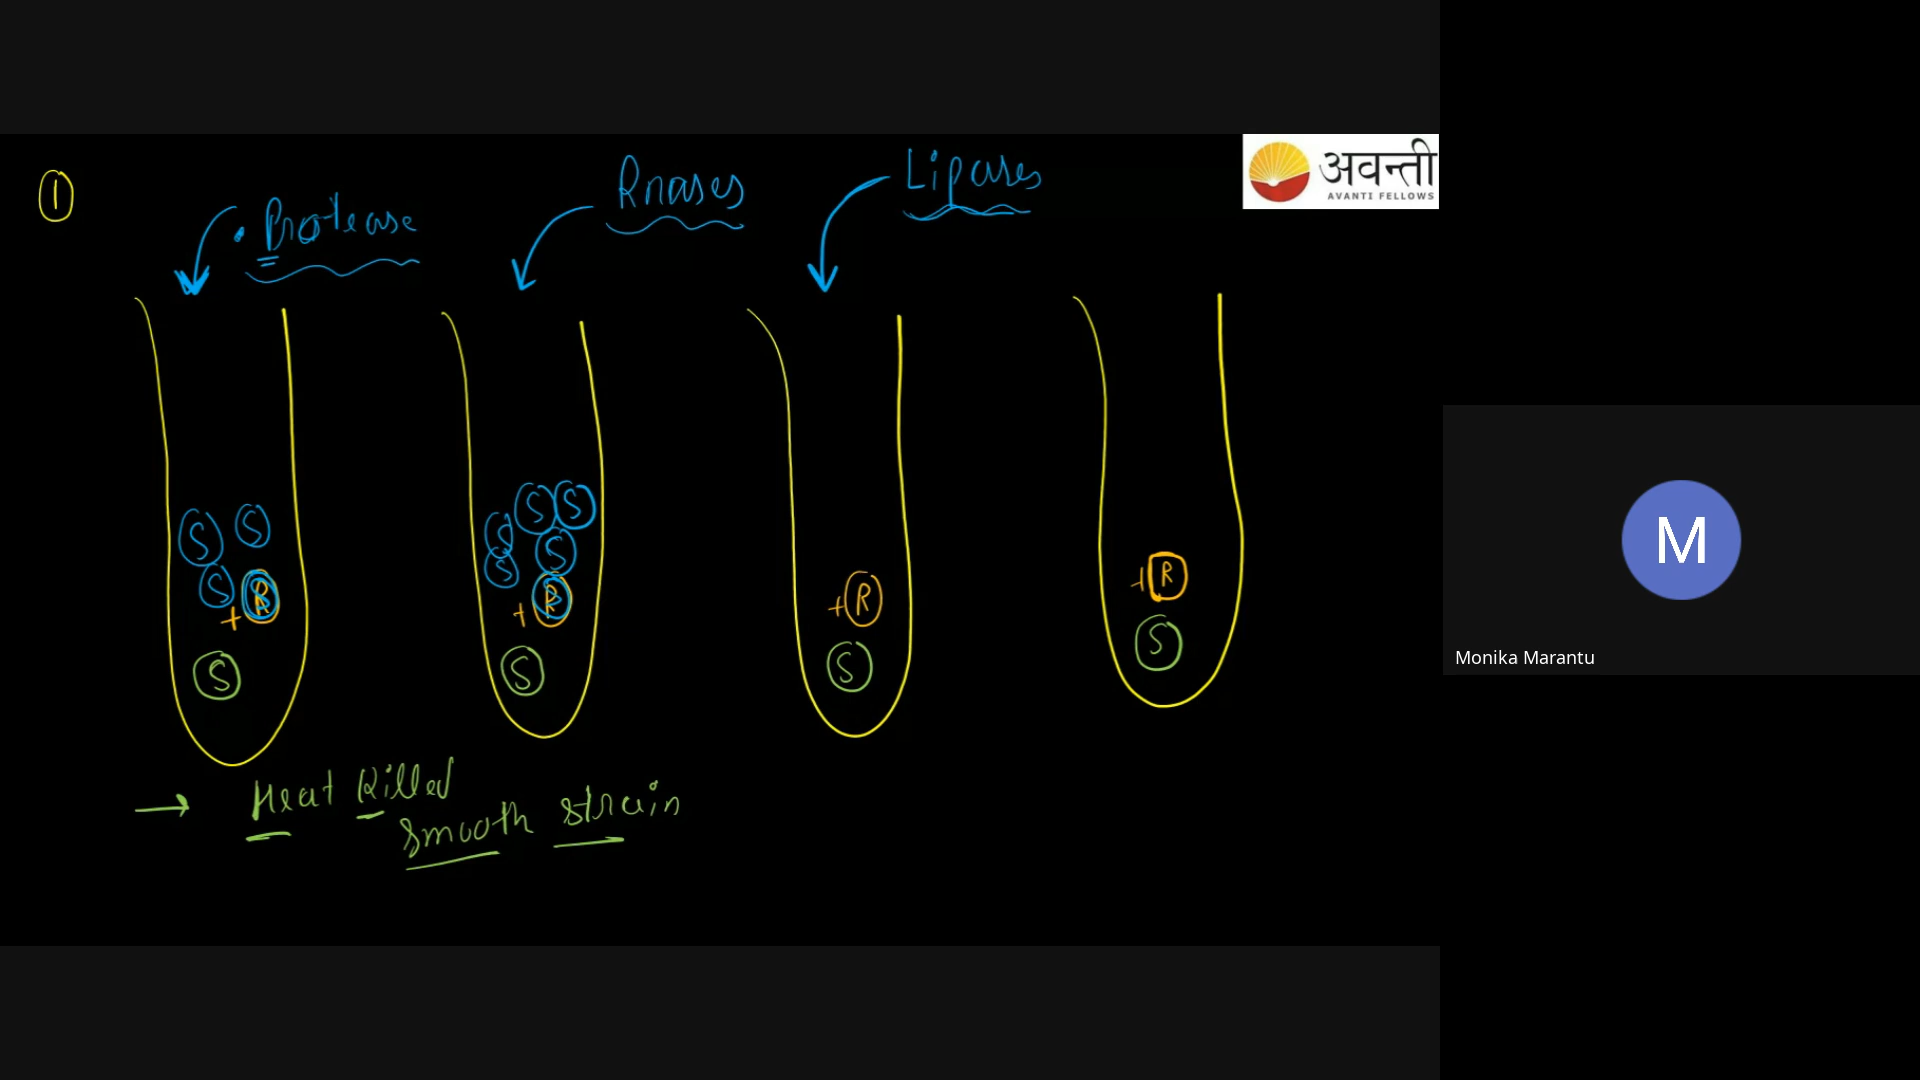 1
Protease
Rnases
Lipases
अवन्ती
AVANTI FELLOWS
S S S S S
S S
S R S
+ R + R + R + R
S S S S
→ Heat Killed
Smooth Strain
M
Monika Marantu